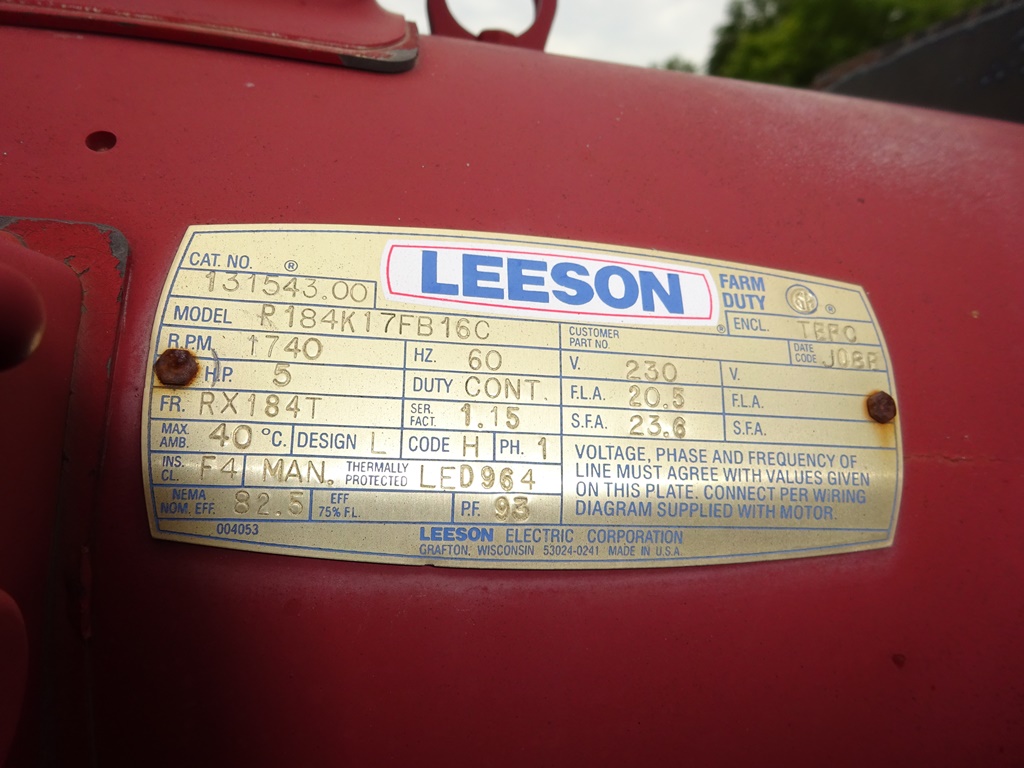 CAT. NO. ®
131543.00
LEESON ®
FARM DUTY ®
MODEL R184K17FB16C
CUSTOMER PART NO.
ENCL. TEFO
R.P.M. 1740
HZ. 60
V. 230
DATE CODE J08R
V.
H.P. 5
DUTY CONT.
F.L.A. 20.5
F.L.A.
FR. RX184T
SER. FACT. 1.15
S.F.A. 23.6
S.F.A.
MAX. AMB. 40 °C.
DESIGN L
CODE H
PH. 1
INS. CL. F4
MAN. THERMALLY PROTECTED LED964
NEMA NOM. EFF. 82.5
EFF 75% F.L.
P.F. 93
VOLTAGE, PHASE AND FREQUENCY OF
LINE MUST AGREE WITH VALUES GIVEN
ON THIS PLATE. CONNECT PER WIRING
DIAGRAM SUPPLIED WITH MOTOR.
004053
LEESON ELECTRIC CORPORATION
GRAFTON, WISCONSIN 53024-0241 MADE IN U.S.A.